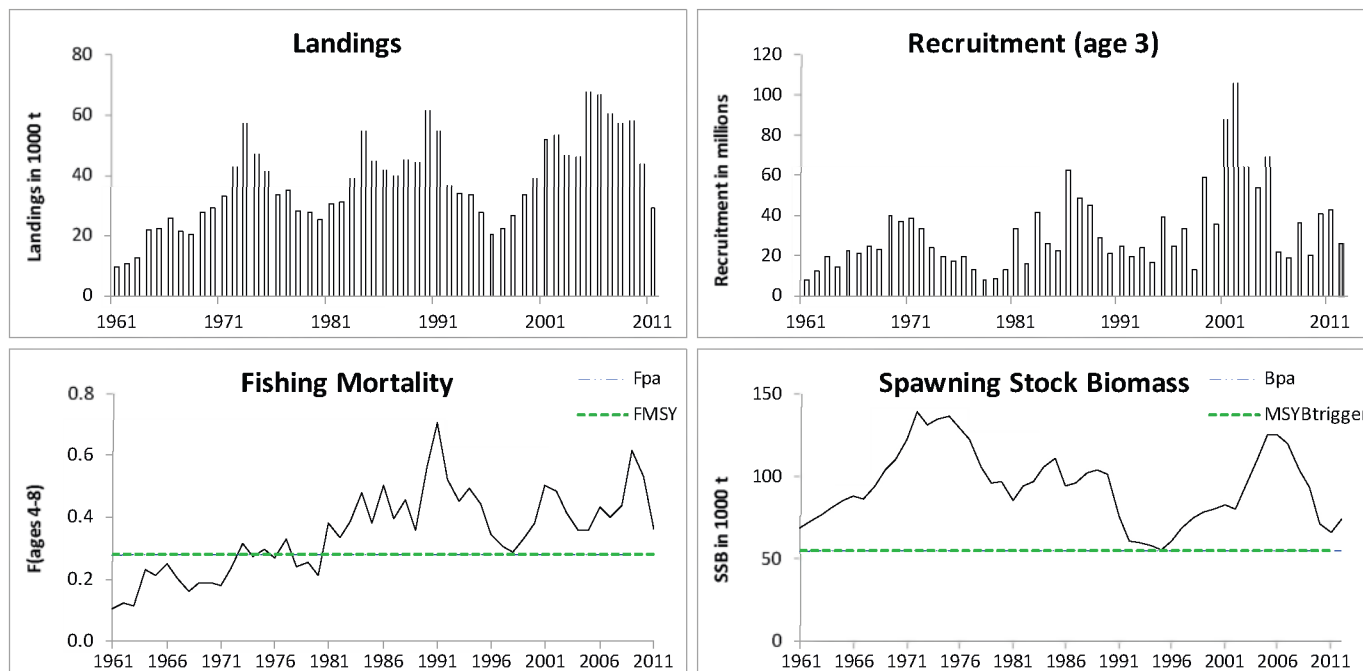 Landings
Landings in 1000 t
80
60
40
20
0
1961 1971 1981 1991 2001 2011
Recruitment (age 3)
Recruitment in millions
120
100
80
60
40
20
0
1961 1971 1981 1991 2001 2011
Fishing Mortality
Fpa
FMSY
F(ages 4-8)
0.8
0.6
0.4
0.2
0.0
1961 1966 1971 1976 1981 1986 1991 1996 2001 2006 2011
Spawning Stock Biomass
Bpa
MSYBtrigger
SSB in 1000 t
150
100
50
0
1961 1966 1971 1976 1981 1986 1991 1996 2001 2006 2011